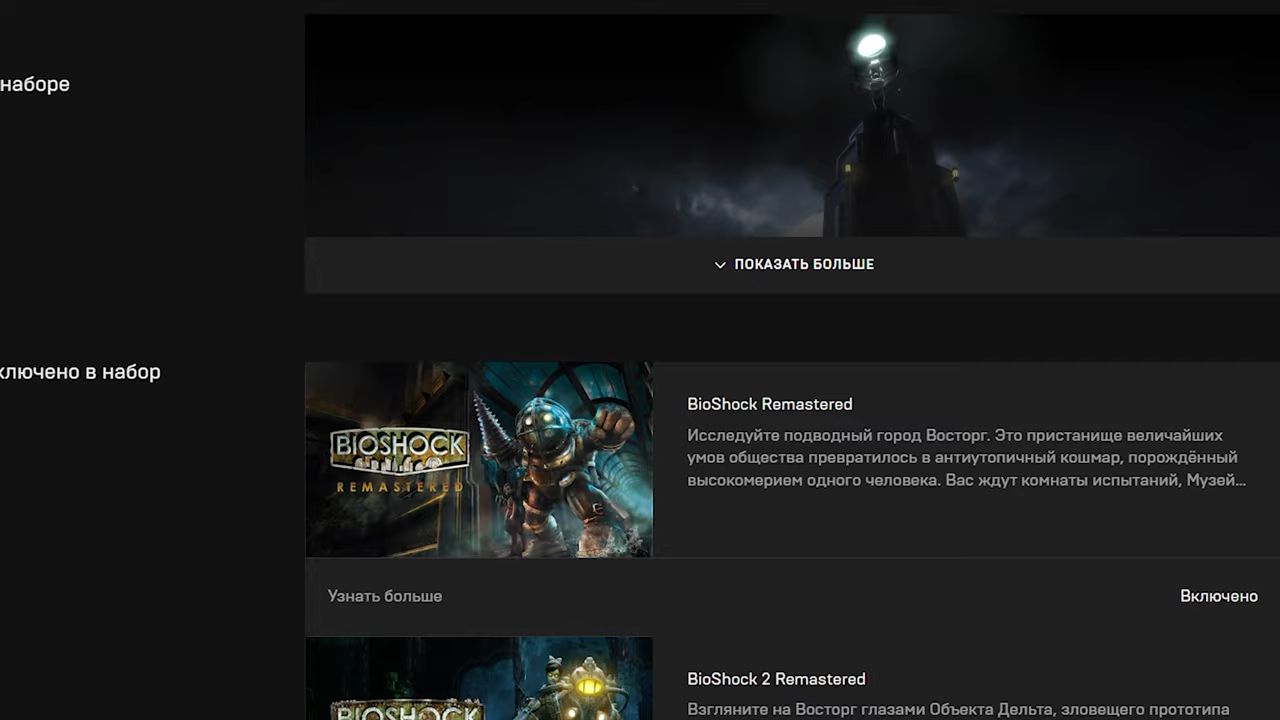 наборе
ПОКАЗАТЬ БОЛЬШЕ
ключено в набор
BIOSHOCK
REMASTERED
BioShock Remastered
Исследуйте подводный город Восторг. Это пристанище величайших
умов общества превратилось в антиутопичный кошмар, порождённый
высокомерием одного человека. Вас ждут комнаты испытаний, Музей...
Узнать больше
Включено
BIOSHOCK
BioShock 2 Remastered
Взгляните на Восторг глазами Объекта Дельта, зловещего прототипа